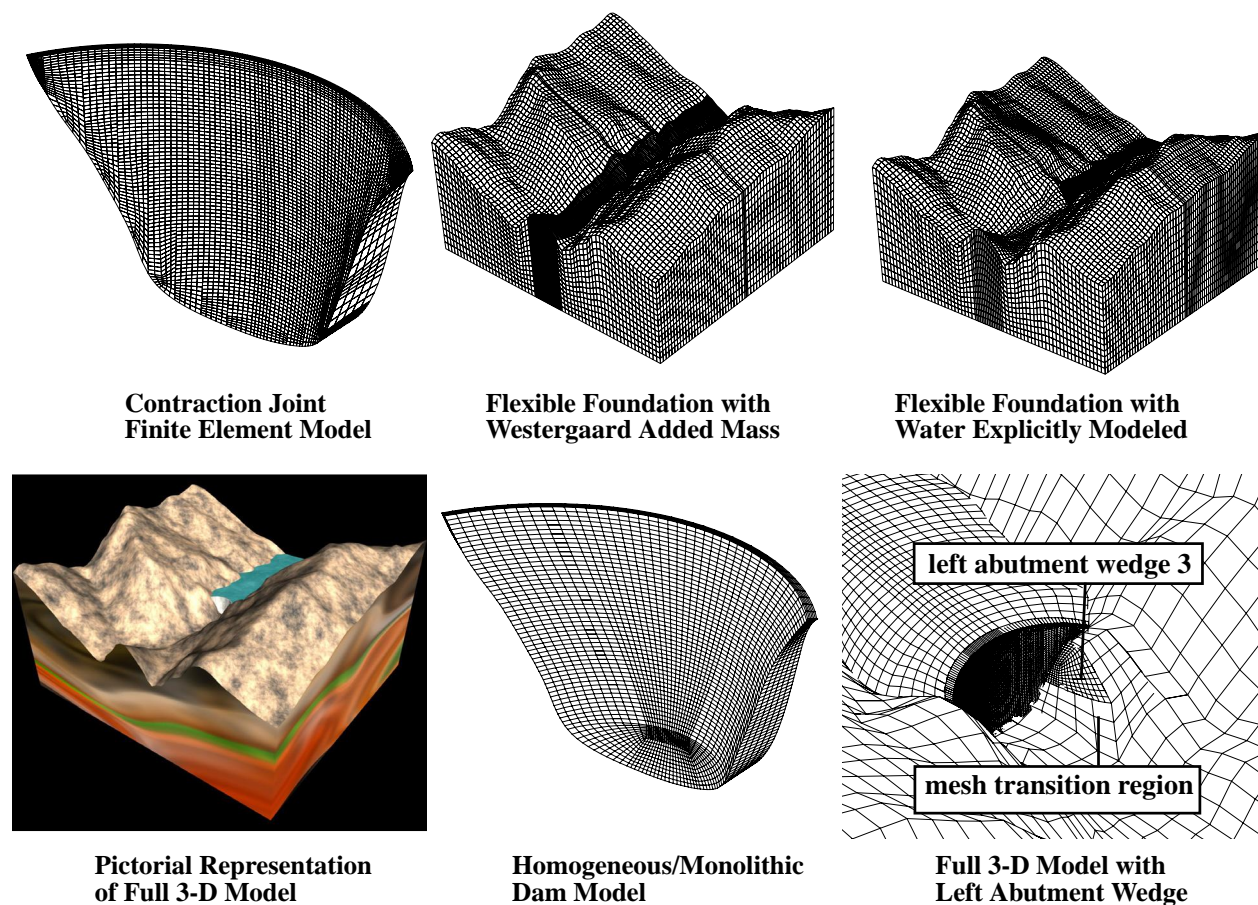 Contraction Joint
Finite Element Model
Flexible Foundation with
Westergaard Added Mass
Flexible Foundation with
Water Explicitly Modeled
left abutment wedge 3
mesh transition region
Pictorial Representation
of Full 3-D Model
Homogeneous/Monolithic
Dam Model
Full 3-D Model with
Left Abutment Wedge